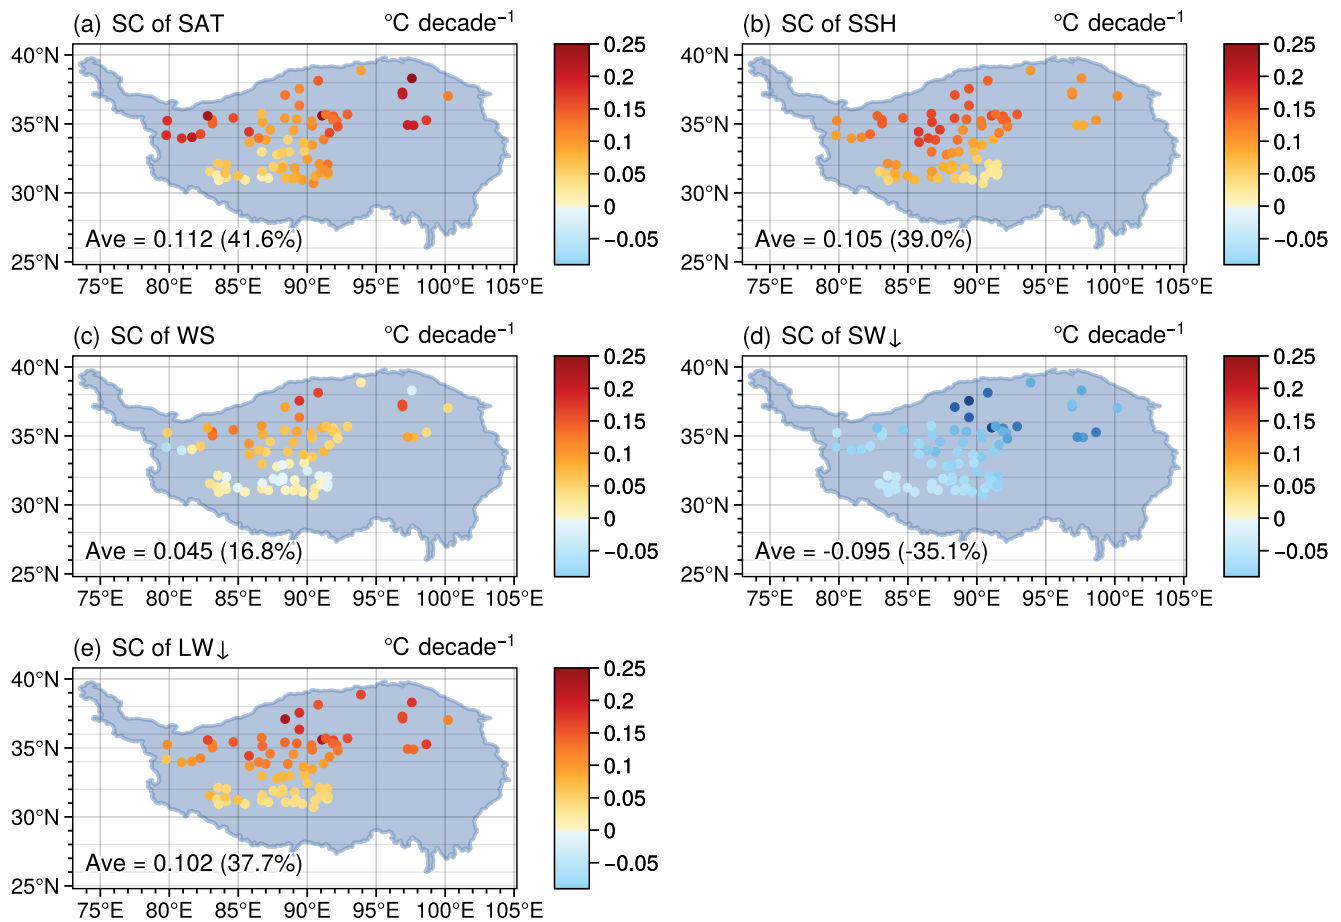 (a) SC of SAT °C decade⁻¹
40°N
35°N
30°N
25°N
Ave = 0.112 (41.6%)
75°E 80°E 85°E 90°E 95°E 100°E 105°E
0.25
0.2
0.15
0.1
0.05
0
−0.05
(b) SC of SSH °C decade⁻¹
40°N
35°N
30°N
25°N
Ave = 0.105 (39.0%)
75°E 80°E 85°E 90°E 95°E 100°E 105°E
0.25
0.2
0.15
0.1
0.05
0
−0.05
(c) SC of WS °C decade⁻¹
40°N
35°N
30°N
25°N
Ave = 0.045 (16.8%)
75°E 80°E 85°E 90°E 95°E 100°E 105°E
0.25
0.2
0.15
0.1
0.05
0
−0.05
(d) SC of SW↓ °C decade⁻¹
40°N
35°N
30°N
25°N
Ave = -0.095 (-35.1%)
75°E 80°E 85°E 90°E 95°E 100°E 105°E
0.25
0.2
0.15
0.1
0.05
0
−0.05
(e) SC of LW↓ °C decade⁻¹
40°N
35°N
30°N
25°N
Ave = 0.102 (37.7%)
75°E 80°E 85°E 90°E 95°E 100°E 105°E
0.25
0.2
0.15
0.1
0.05
0
−0.05